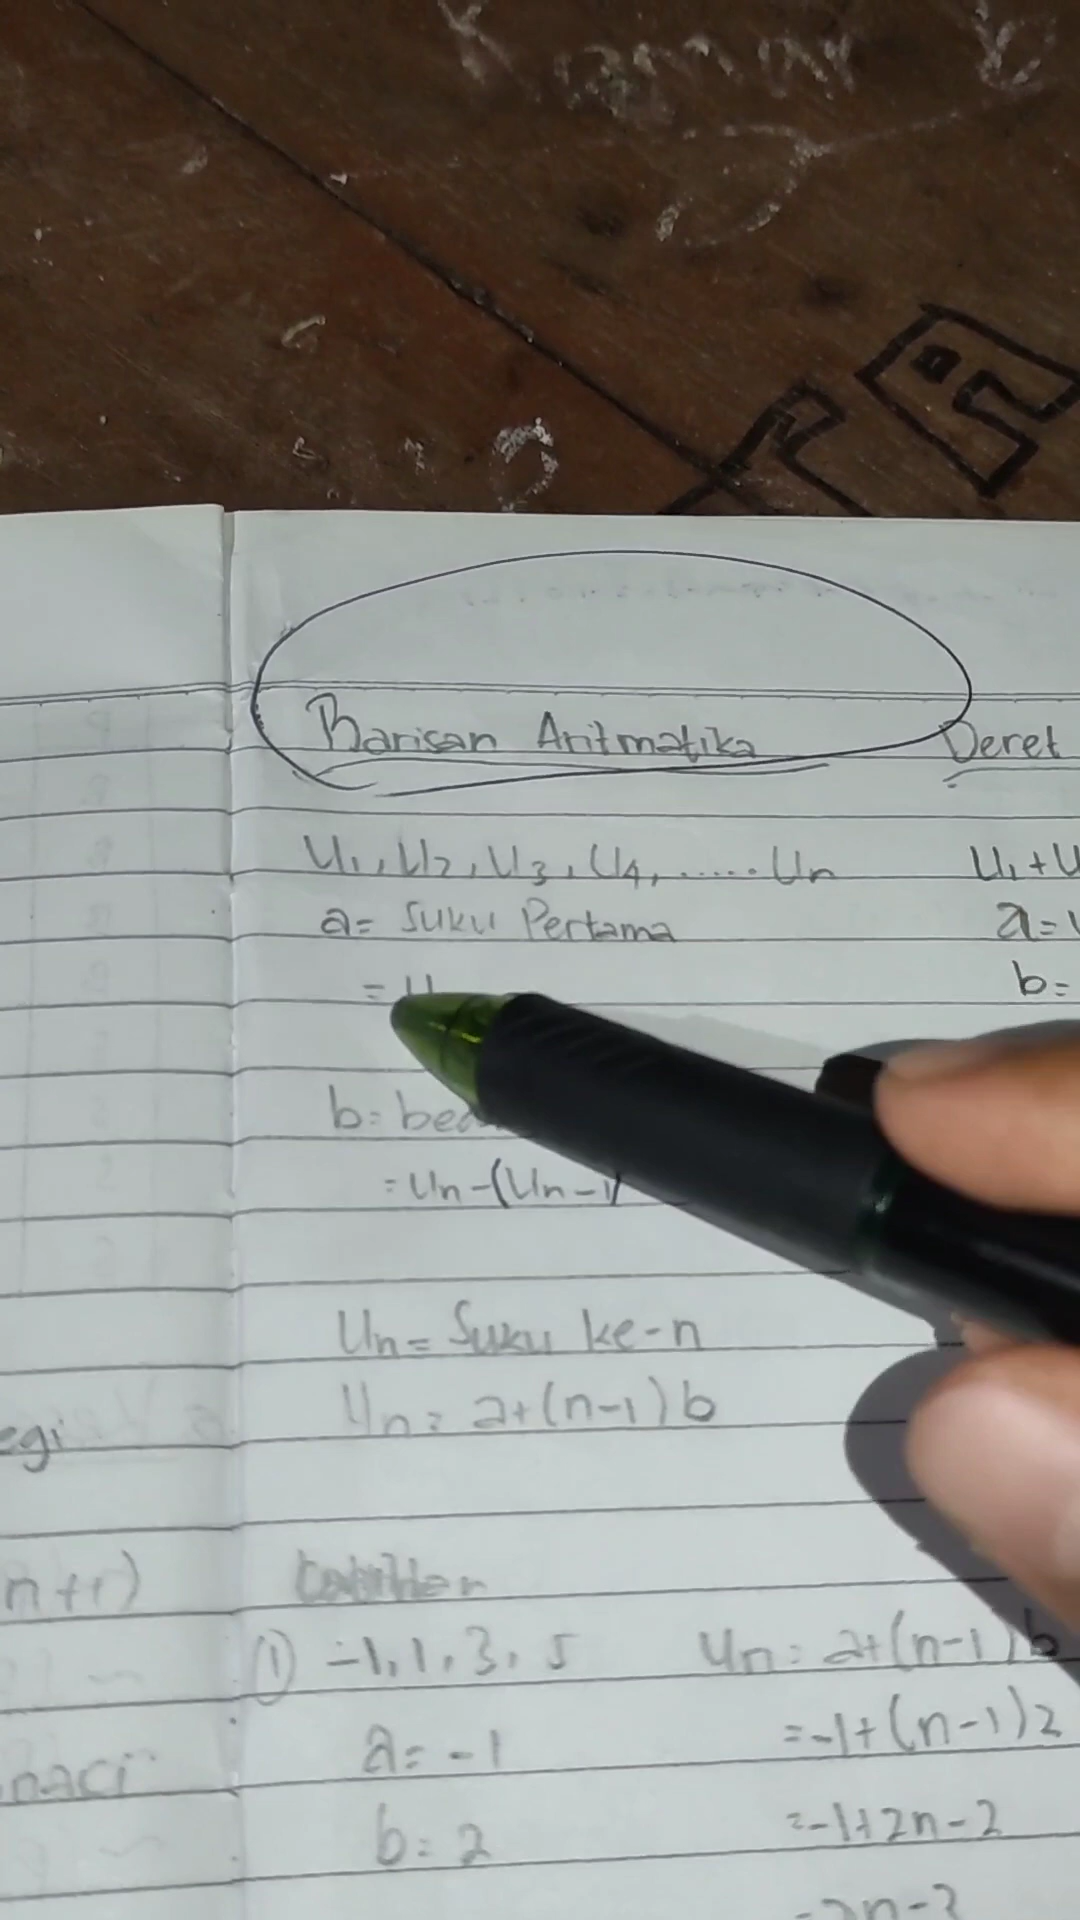 Barisan Aritmatika
U1, U2, U3, U4, ..... Un
a = Suku Pertama
= U
b = be
= Un - (Un - 1)
Un = Suku ke-n
Un = a + (n-1) b
① -1, 1, 3, 5
a = -1
b = 2
Un = a + (n-1) b
= -1 + (n-1) 2
= -1 + 2n - 2
Deret
U1 + U
a =
b =
egi
n+1)
naci